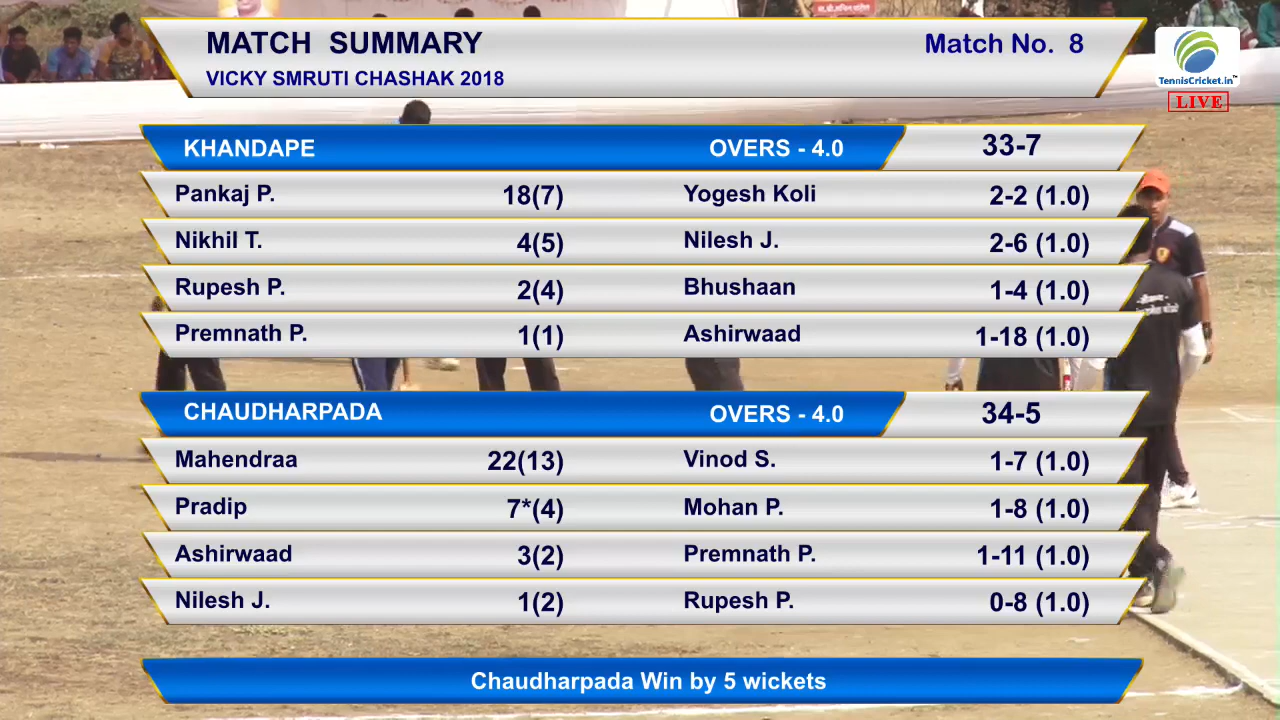 MATCH SUMMARY
Match No. 8
VICKY SMRUTI CHASHAK 2018
TennisCricket.in™
LIVE
KHANDAPE OVERS - 4.0 33-7
Pankaj P. 18(7) Yogesh Koli 2-2 (1.0)
Nikhil T. 4(5) Nilesh J. 2-6 (1.0)
Rupesh P. 2(4) Bhushaan 1-4 (1.0)
Premnath P. 1(1) Ashirwaad 1-18 (1.0)
CHAUDHARPADA OVERS - 4.0 34-5
Mahendraa 22(13) Vinod S. 1-7 (1.0)
Pradip 7*(4) Mohan P. 1-8 (1.0)
Ashirwaad 3(2) Premnath P. 1-11 (1.0)
Nilesh J. 1(2) Rupesh P. 0-8 (1.0)
Chaudharpada Win by 5 wickets